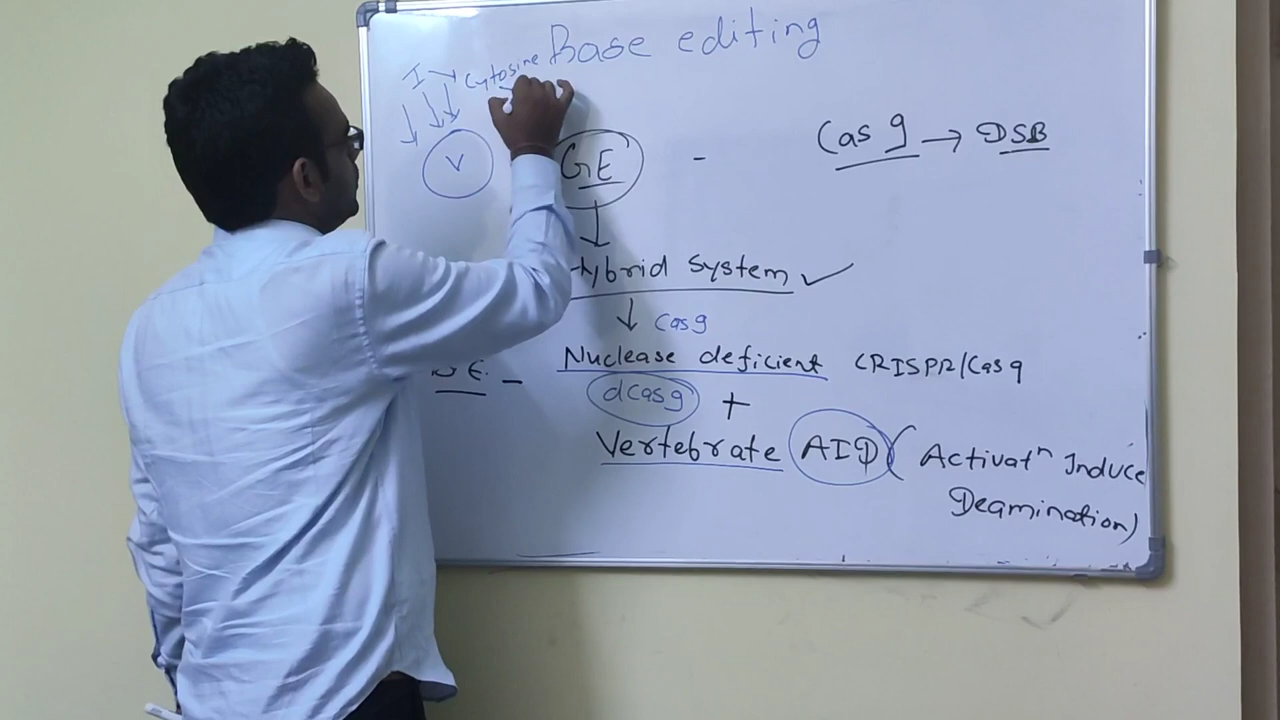 Base editing
I → Cytosine
V
GE - Cas 9 → DSB
Hybrid system ✓
↓ Cas9
Nuclease deficient CRISPR/Cas9
dCas9 +
Vertebrate AID (Activatⁿ Induce
Deamination)